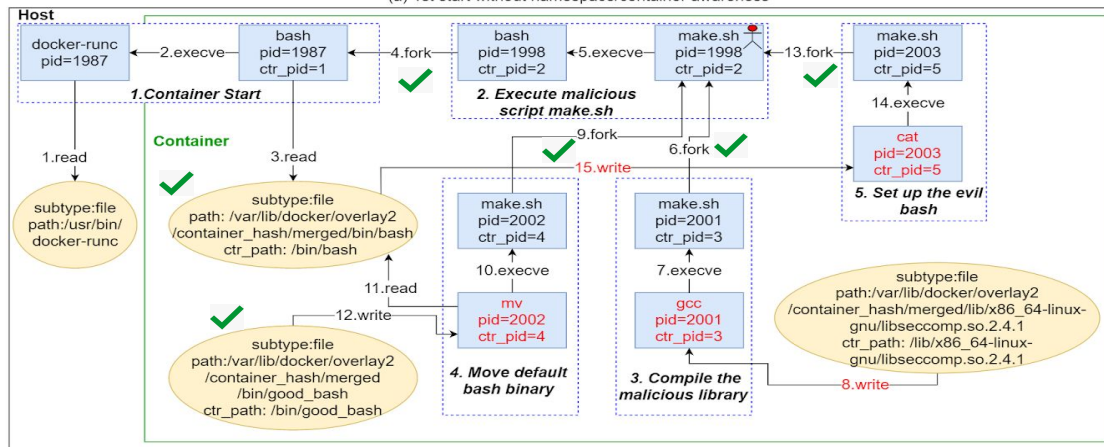 (a) 1st start without namespace/container awareness
Host
docker-runc
pid=1987
2.execve
bash
pid=1987
ctr_pid=1
4.fork
bash
pid=1998
ctr_pid=2
5.execve
make.sh
pid=1998
ctr_pid=2
13.fork
make.sh
pid=2003
ctr_pid=5
1.Container Start
2. Execute malicious
script make.sh
14.execve
Container
9.fork
6.fork
cat
pid=2003
ctr_pid=5
1.read
3.read
15.write
5. Set up the evil
bash
subtype:file
path:/usr/bin/
docker-runc
subtype:file
path: /var/lib/docker/overlay2
/container_hash/merged/bin/bash
ctr_path: /bin/bash
make.sh
pid=2002
ctr_pid=4
make.sh
pid=2001
ctr_pid=3
10.execve
7.execve
11.read
12.write
mv
pid=2002
ctr_pid=4
gcc
pid=2001
ctr_pid=3
subtype:file
path:/var/lib/docker/overlay2
/container_hash/merged/lib/x86_64-linux-
gnu/libseccomp.so.2.4.1
ctr_path: /lib/x86_64-linux-
gnu/libseccomp.so.2.4.1
subtype:file
path:/var/lib/docker/overlay2
/container_hash/merged
/bin/good_bash
ctr_path: /bin/good_bash
4. Move default
bash binary
3. Compile the
malicious library
8.write